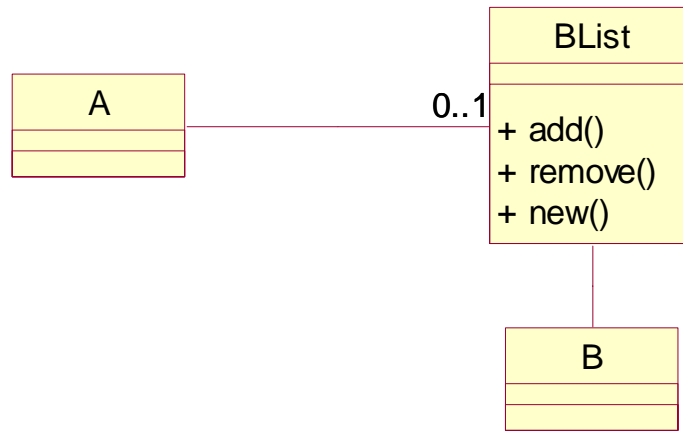 BList
A
0..1
+ add()
+ remove()
+ new()
B